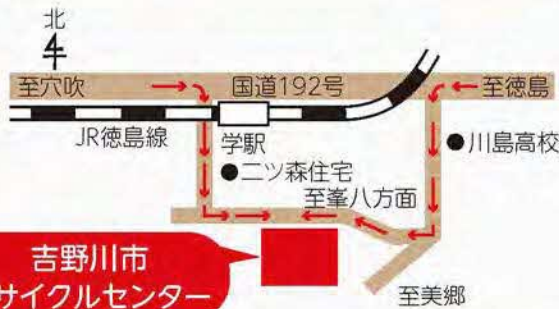 北
至穴吹
国道192号
至徳島
JR徳島線
学駅
●川島高校
●二ツ森住宅
至峯八方面
吉野川市
サイクルセンター
至美郷